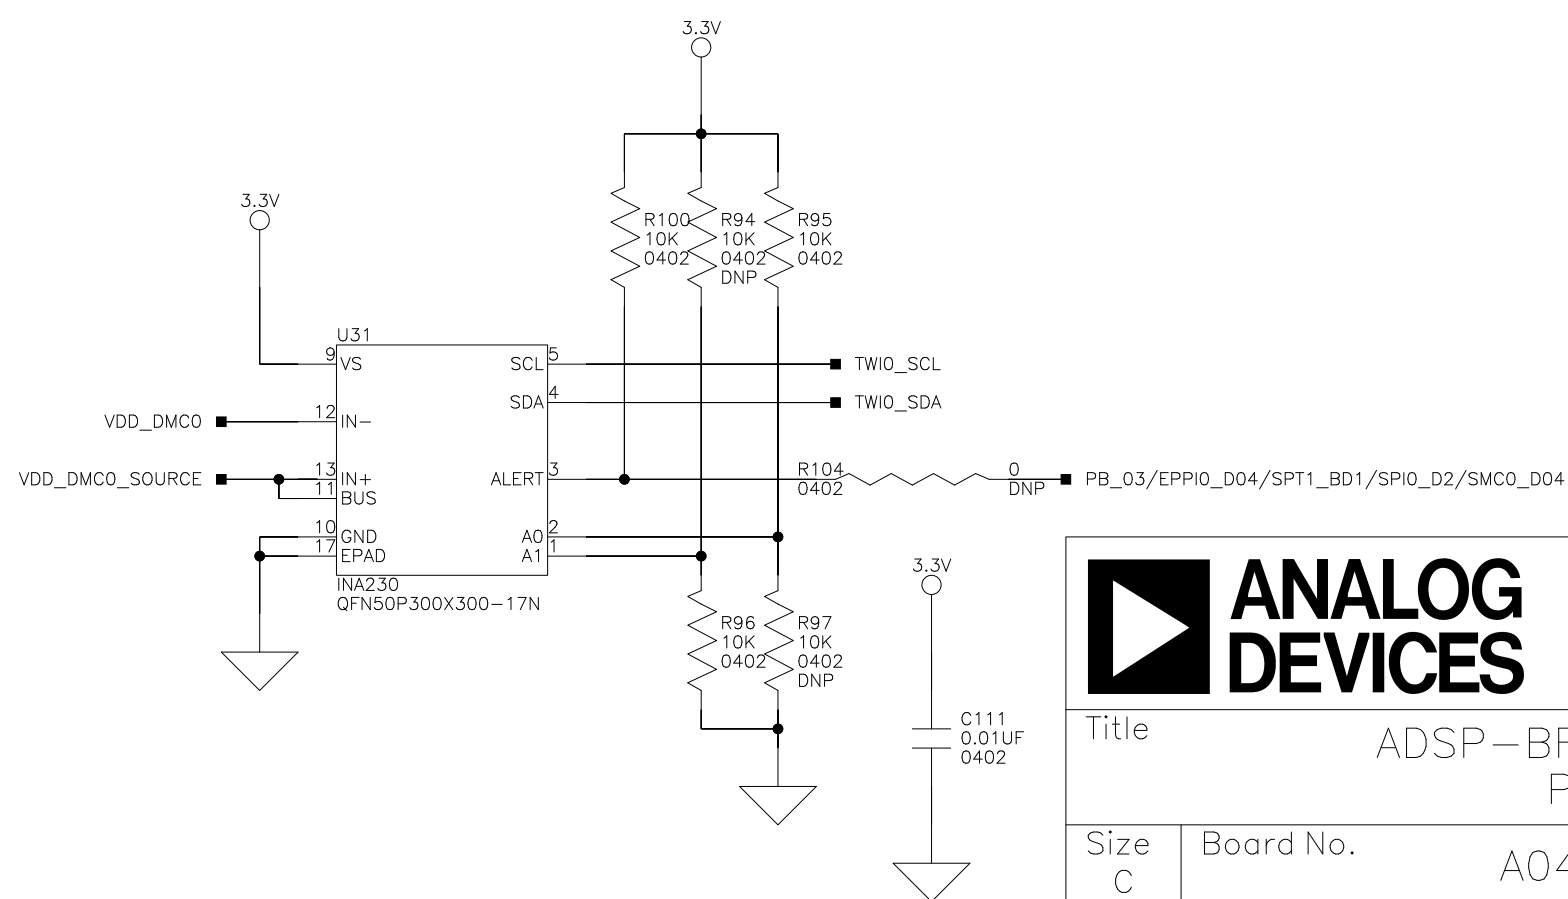 3.3V
3.3V
R100
10K
0402
R94
10K
0402
DNP
R95
10K
0402
U31
9
VS
12
IN-
13
IN+
11
BUS
10
GND
17
EPAD
SCL
5
SDA
4
ALERT
3
A0
2
A1
1
INA230
QFN50P300X300-17N
VDD_DMC0
VDD_DMC0_SOURCE
TWI0_SCL
TWI0_SDA
R104
0402
0
DNP
PB_03/EPPI0_D04/SPT1_BD1/SPI0_D2/SMC0_D04
R96
10K
0402
R97
10K
0402
DNP
3.3V
C111
0.01UF
0402
ANALOG
DEVICES
Title
ADSP-BF
P
Size
C
Board No.
A04